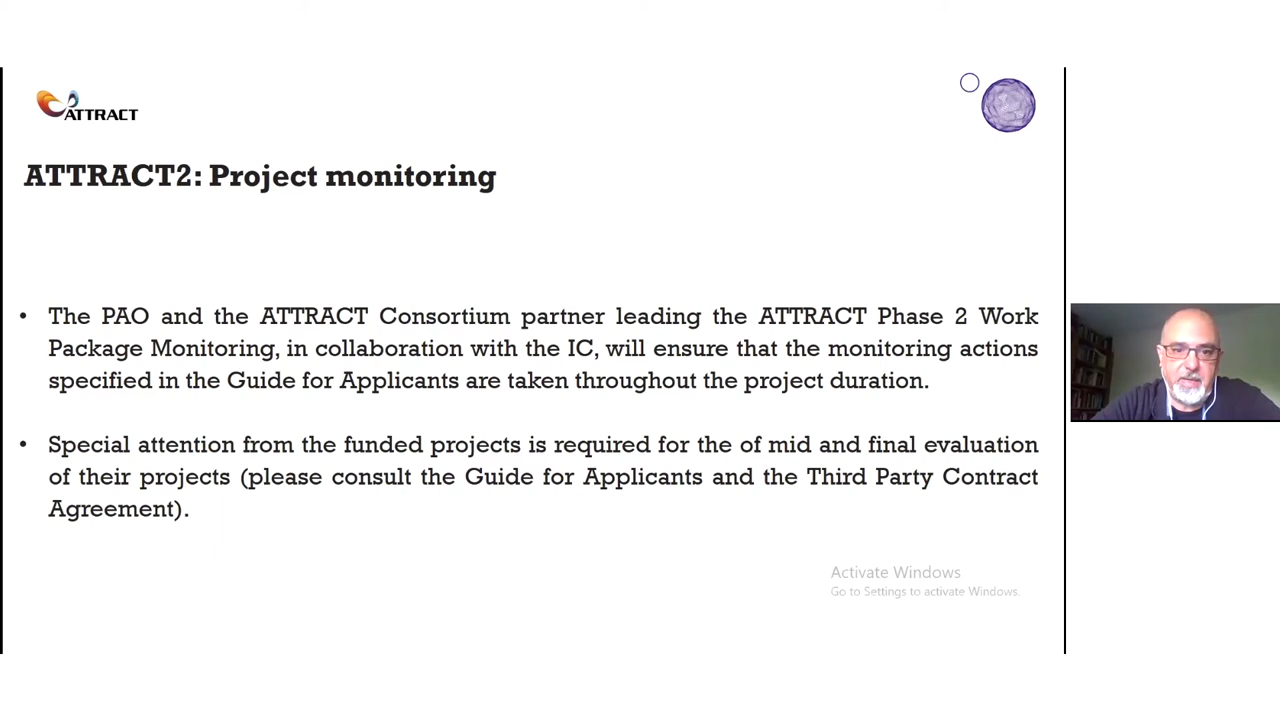 ATTRACT
ATTRACT2: Project monitoring
• The PAO and the ATTRACT Consortium partner leading the ATTRACT Phase 2 Work
Package Monitoring, in collaboration with the IC, will ensure that the monitoring actions
specified in the Guide for Applicants are taken throughout the project duration.
• Special attention from the funded projects is required for the of mid and final evaluation
of their projects (please consult the Guide for Applicants and the Third Party Contract
Agreement).
Activate Windows
Go to Settings to activate Windows.